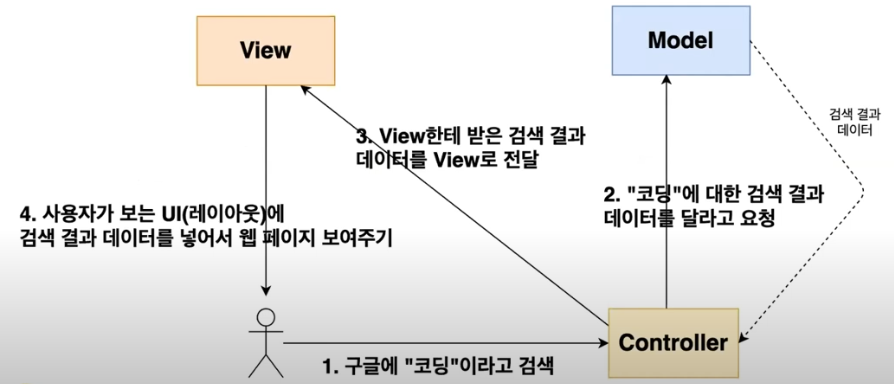 View
Model
검색 결과
데이터
3. View한테 받은 검색 결과
데이터를 View로 전달
2. "코딩"에 대한 검색 결과
데이터를 달라고 요청
4. 사용자가 보는 UI(레이아웃)에
검색 결과 데이터를 넣어서 웹 페이지 보여주기
Controller
1. 구글에 "코딩"이라고 검색